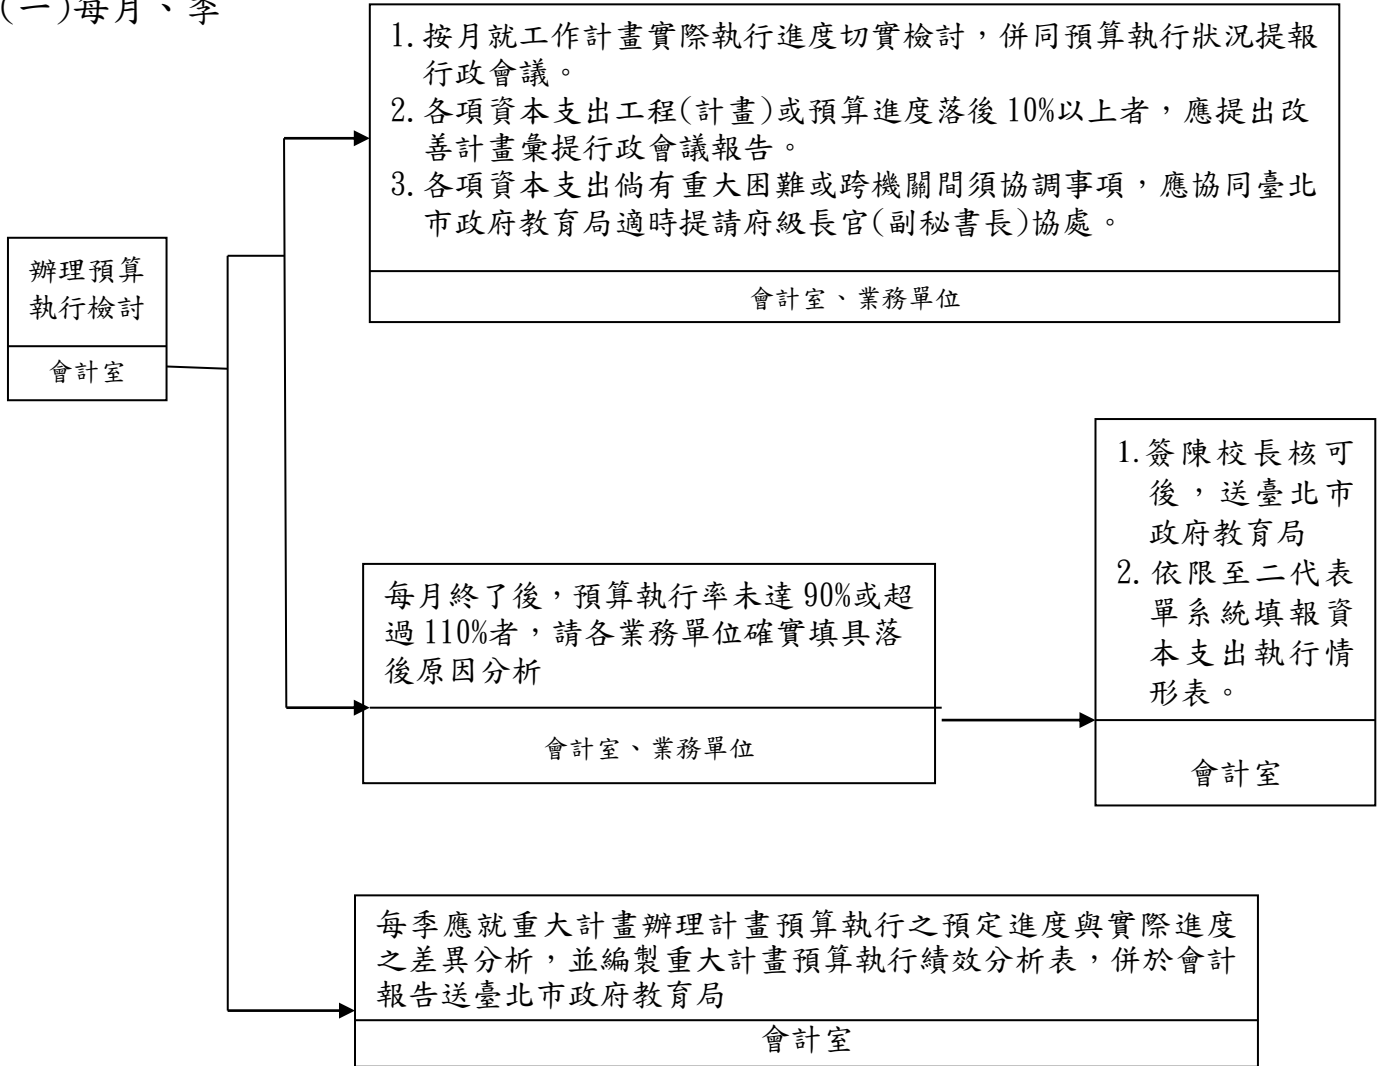 (一)每月、季
1.按月就工作計畫實際執行進度切實檢討，併同預算執行狀況提報
行政會議。
2.各項資本支出工程(計畫)或預算進度落後 10%以上者，應提出改
善計畫彙提行政會議報告。
3.各項資本支出倘有重大困難或跨機關間須協調事項，應協同臺北
市政府教育局適時提請府級長官(副秘書長)協處。
會計室、業務單位
辦理預算
執行檢討
會計室
每月終了後，預算執行率未達 90%或超
過 110%者，請各業務單位確實填具落
後原因分析
會計室、業務單位
1.簽陳校長核可
後，送臺北市
政府教育局
2.依限至二代表
單系統填報資
本支出執行情
形表。
會計室
每季應就重大計畫辦理計畫預算執行之預定進度與實際進度
之差異分析，並編製重大計畫預算執行績效分析表，併於會計
報告送臺北市政府教育局
會計室